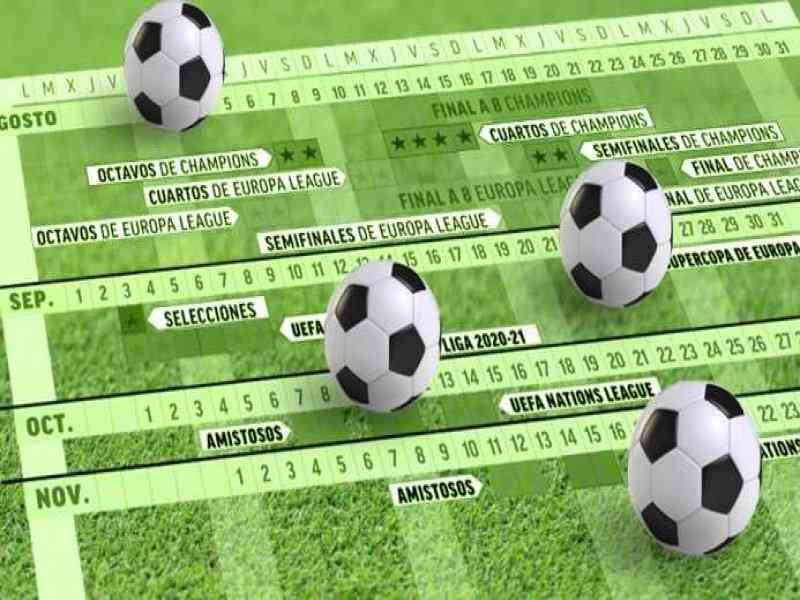 L M X J V J V S D L M X J V S D L M X J V S D L M X J V S D L
GOSTO 5 6 7 8 9 10 11 12 13 14 15 16 17 18 19 20 21 22 23 24 25 26 27 28 29 30 31
FINAL A 8 CHAMPIONS
CUARTOS DE CHAMPIONS
OCTAVOS DE CHAMPIONS
SEMIFINALES DE CHAMPIONS
CUARTOS DE EUROPA LEAGUE
FINAL DE CHAMP
FINAL A 8 EUROPA LEAG
NAL DE EUROPA LEAGUE
OCTAVOS DE EUROPA LEAGUE
SEMIFINALES DE EUROPA LEAGUE
SEP. 1 2 3 4 5 6 7 8 9 10 11 12 13 14 15 16 17 18 19 20 21 27 28 29 30 31
UPERCOPA DE EUROPA
SELECCIONES
UEFA LIGA 2020-21
OCT. 1 2 3 4 5 6 7 8 13 14 15 16 17 18 19 20 21 22 23 24 25 26 27
UEFA NATIONS LEAGUE
AMISTOSOS
NOV. 1 2 3 4 5 6 7 8 9 10 11 12 13 14 15 16 22 23
ATIONS
AMISTOSOS